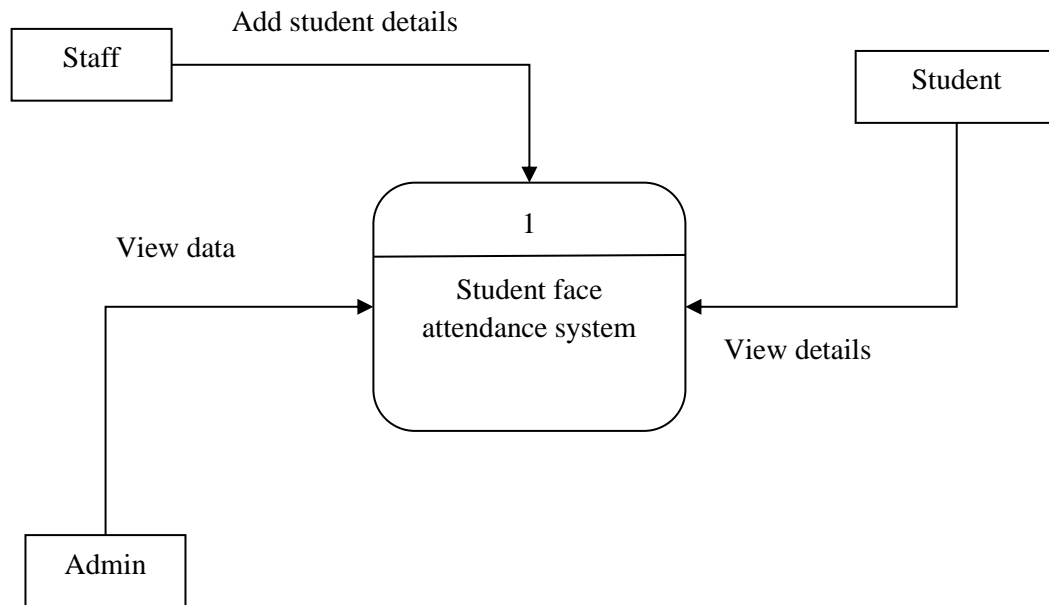 Add student details
Staff
Student
1
View data
Student face
attendance system
View details
Admin